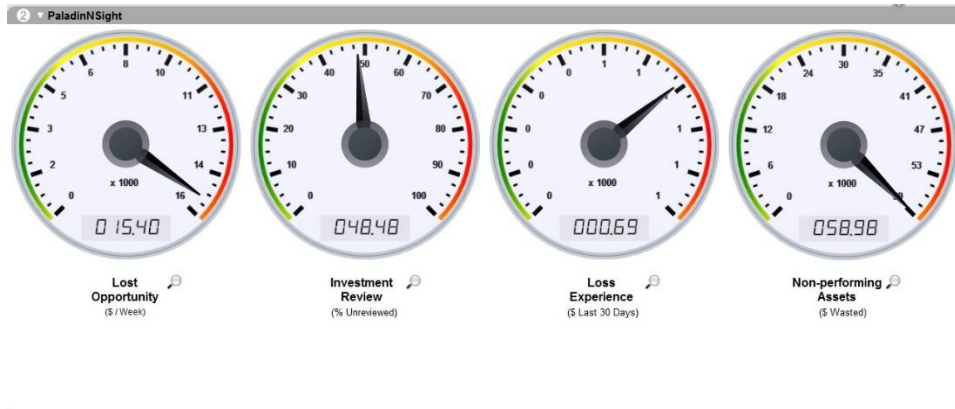 2 ▼ PaladinNSight
0 2 3 5 6 8 10 11 13 14 16
x 1000
015.40
Lost
Opportunity
($ / Week)
0 10 20 30 40 50 60 70 80 90 100
048.48
Investment
Review
(% Unreviewed)
0 0 0 0 1 1 1 1 1
x 1000
000.69
Loss
Experience
($ Last 30 Days)
0 6 12 18 24 30 35 41 47 53
x 1000
058.98
Non-performing
Assets
($ Wasted)